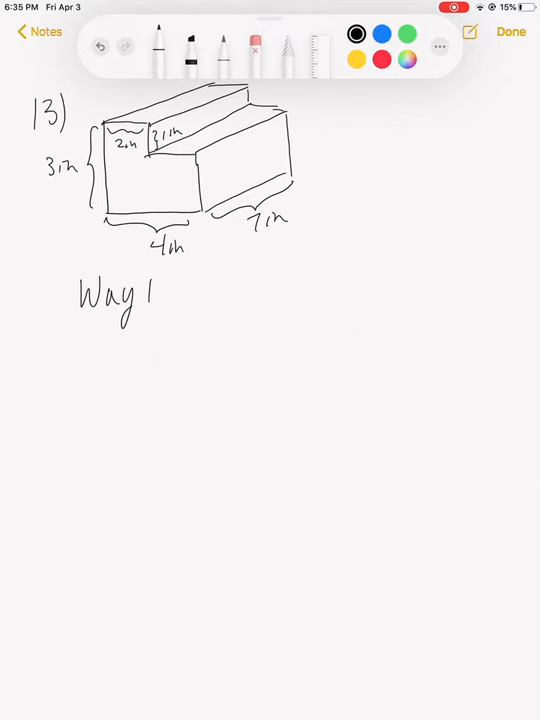 6:35 PM Fri Apr 3
15%
Notes
Done
13)
2in
1in
3in
7in
4in
Way 1